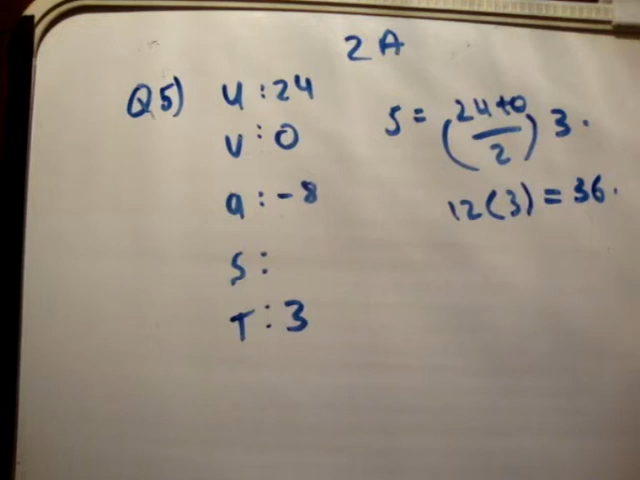 2A
Q5) u : 24
v : 0
a : -8
s :
T : 3
s = (24+0/2) 3.
12(3) = 36.